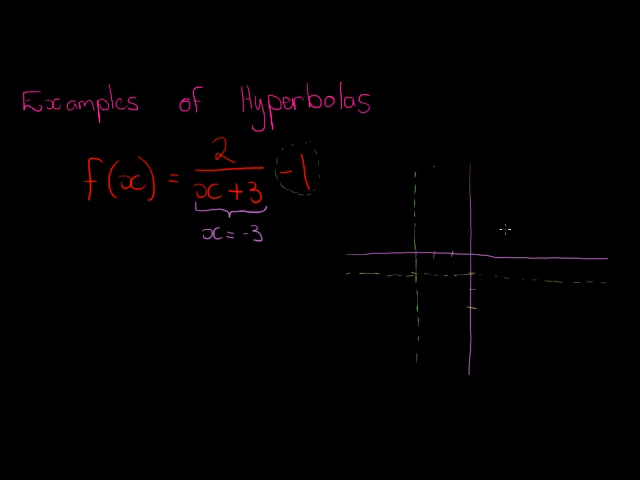 Examples of Hyperbolas
f(x) = 2/(x+3) - 1
x = -3